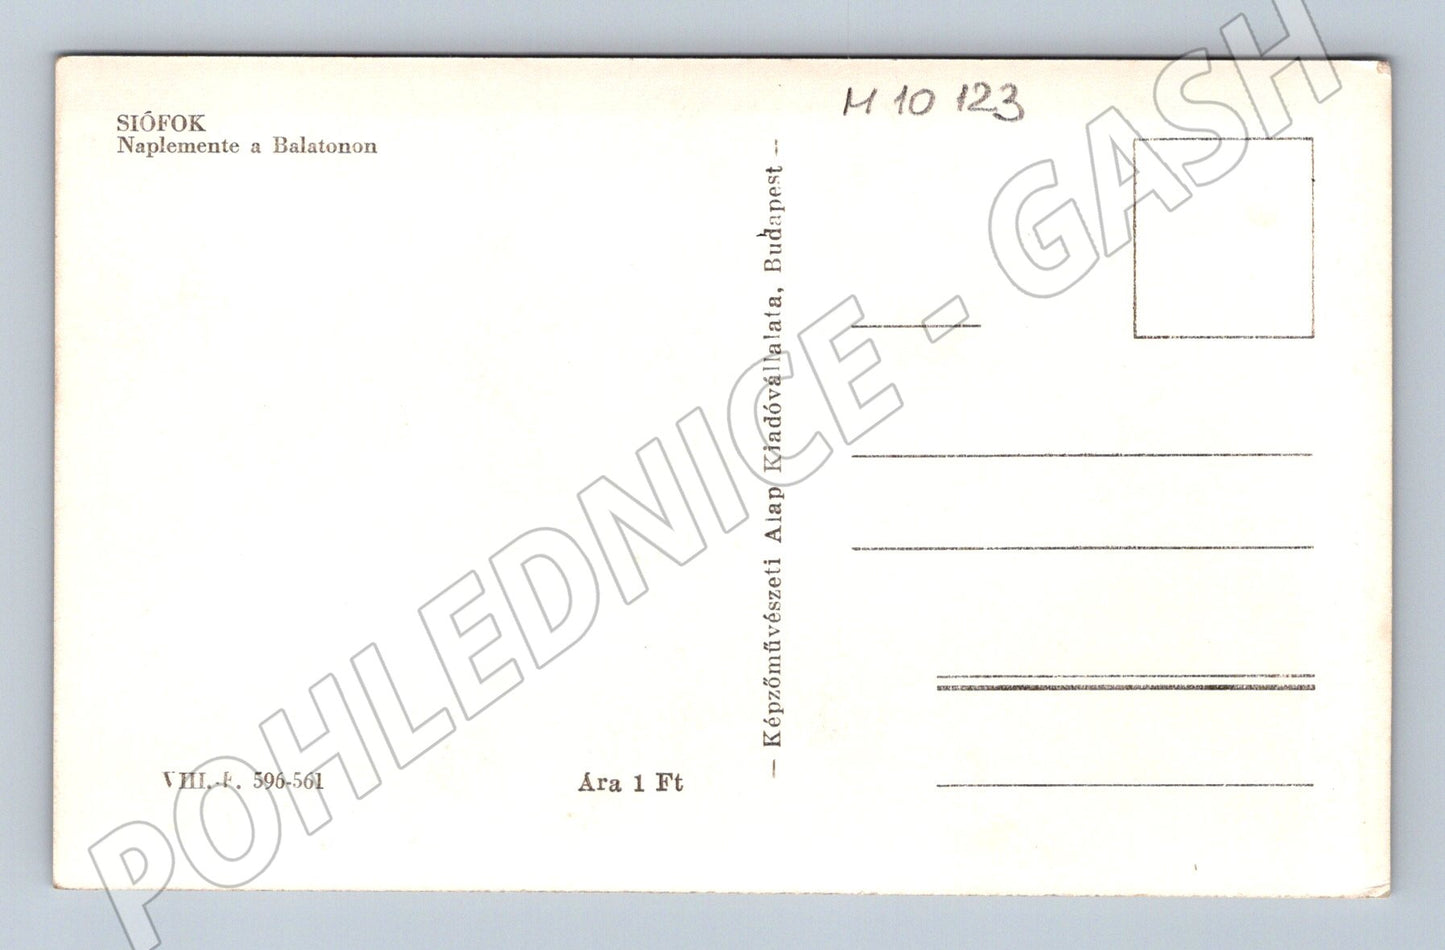 SIÓFOK
Naplemente a Balatonon
M 10 123
— Képzőművészeti Alap Kiadóvállalata, Budapest —
VIII.-F. 596-561
Ára 1 Ft
POHLEDNICE - GASH